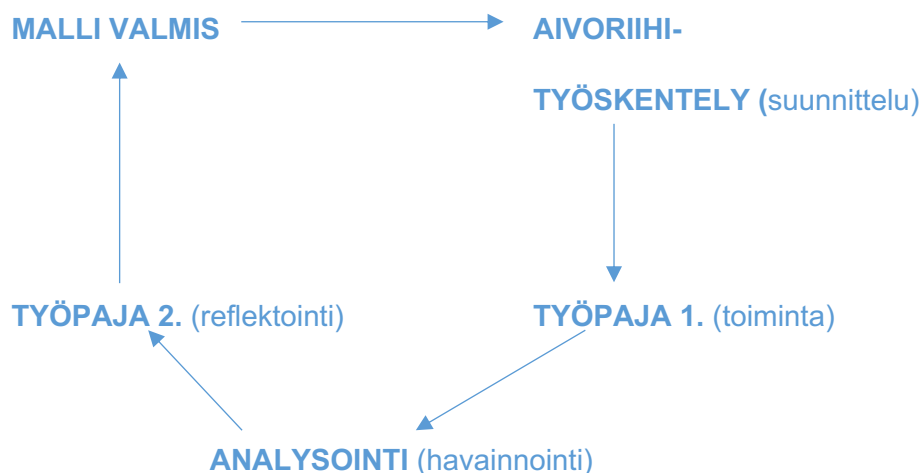 MALLI VALMIS
AIVORIIHI-
TYÖSKENTELY (suunnittelu)
TYÖPAJA 2. (reflektointi)
TYÖPAJA 1. (toiminta)
ANALYSOINTI (havainnointi)